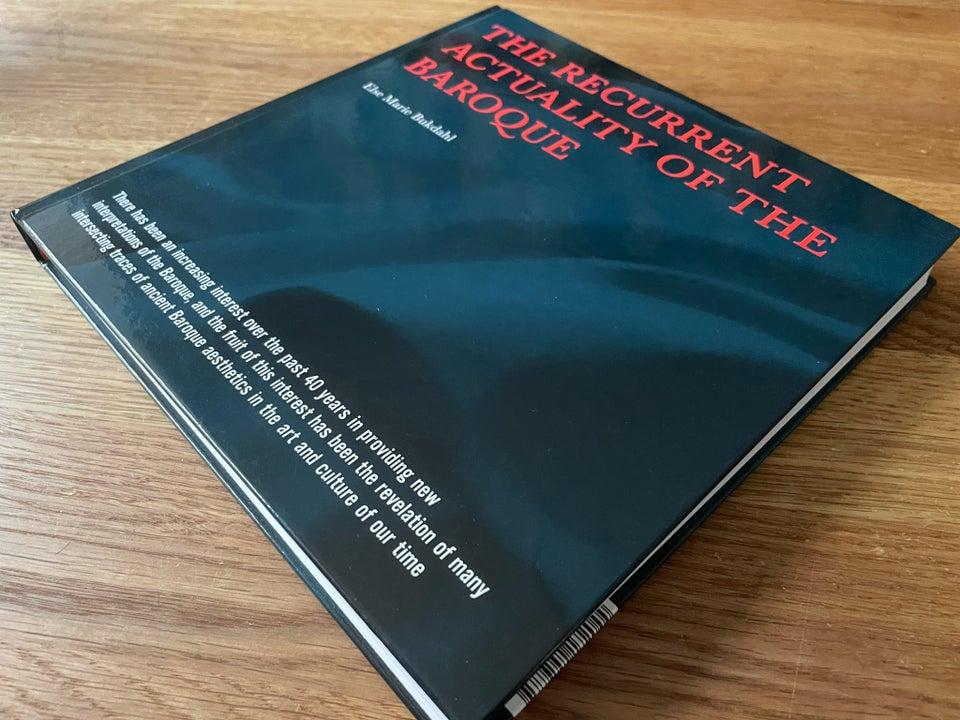 THE RECURRENT
ACTUALITY OF THE
BAROQUE
Else Marie Bukdahl
There has been an increasing interest over the past 40 years in providing new
interpretations of the Baroque, and the fruit of this interest has been the revelation of many
intersecting traces of ancient Baroque aesthetics in the art and culture of our time